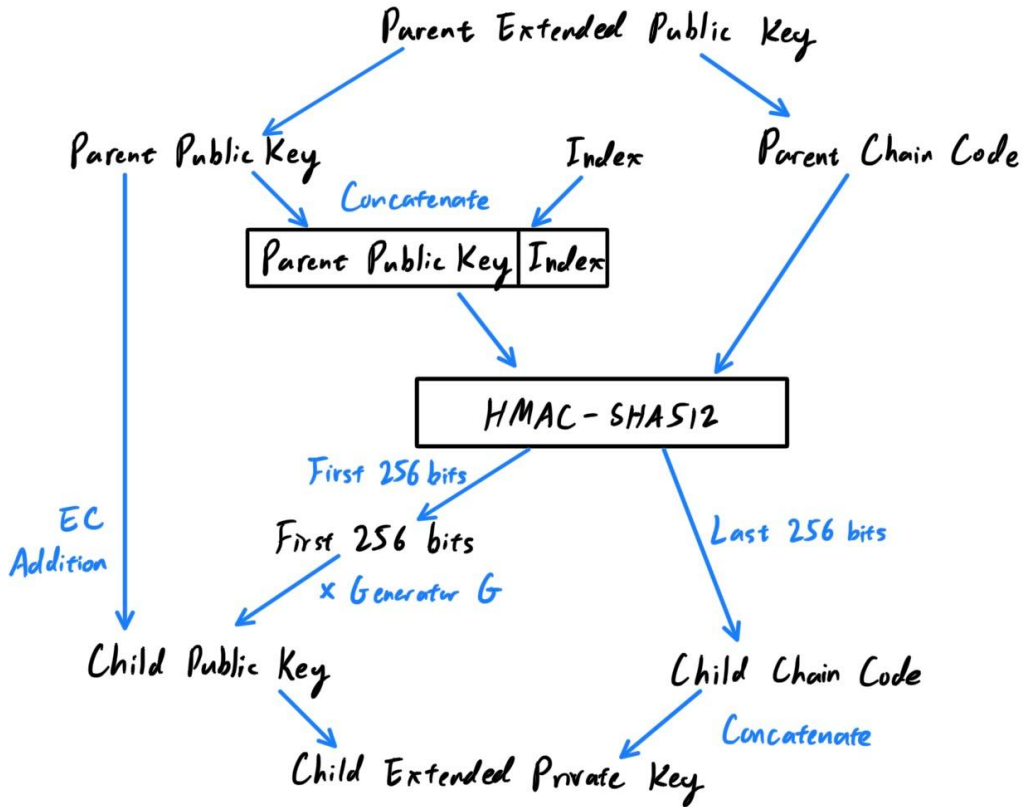 Parent Extended Public Key
Parent Public Key
Index
Parent Chain Code
Concatenate
Parent Public Key
Index
HMAC-SHA512
First 256 bits
First 256 bits
Last 256 bits
EC
Addition
x Generator G
Child Public Key
Child Chain Code
Concatenate
Child Extended Private Key